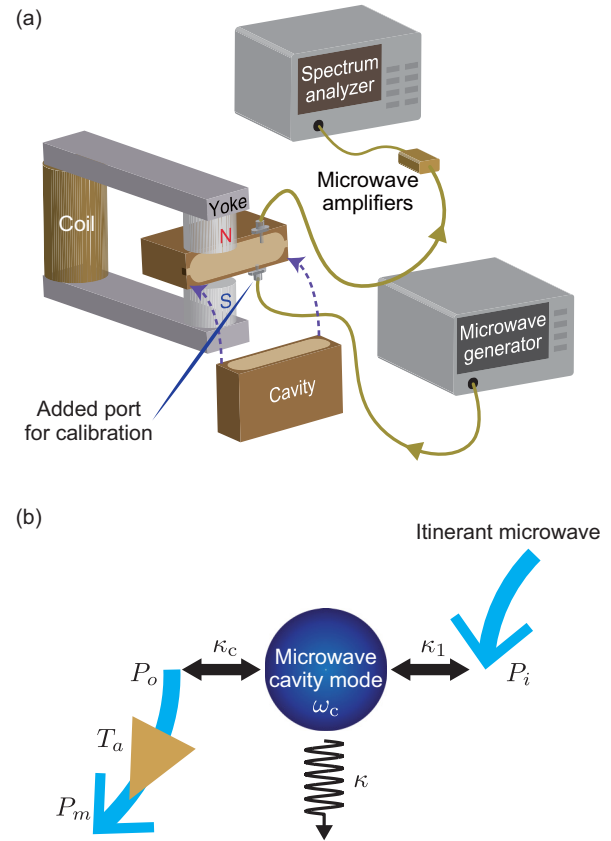 (a)
Spectrum
analyzer
Microwave
amplifiers
Yoke
Coil
N
S
Microwave
generator
Cavity
Added port
for calibration
(b)
Itinerant microwave
κc
κ1
Microwave
cavity mode
ωc
Po
Pi
Ta
κ
Pm